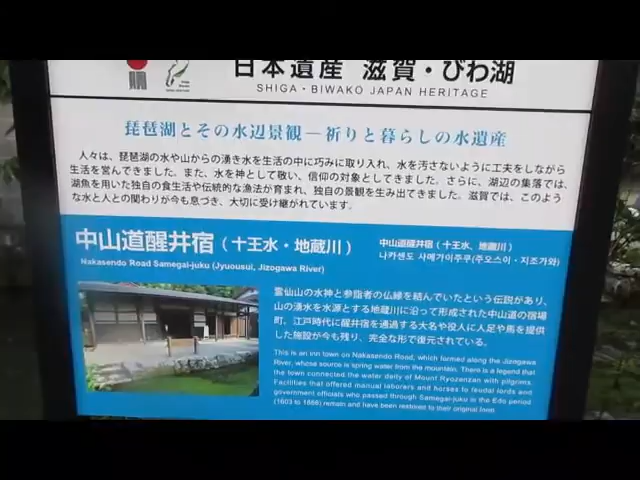 日本遺産 滋賀・びわ湖
SHIGA・BIWAKO JAPAN HERITAGE
琵琶湖とその水辺景観―祈りと暮らしの水遺産
人々は、琵琶湖の水や山からの湧き水を生活の中に巧みに取り入れ、水を汚さないように工夫をしながら
生活を営んできました。また、水を神として敬い、信仰の対象としてきました。さらに、湖辺の集落では、
湖魚を用いた独自の食生活や伝統的な漁法が育まれ、独自の景観を生み出してきました。滋賀では、このよう
な水と人との関わりが今も息づき、大切に受け継がれています。
中山道醒井宿（十王水・地蔵川）
Nakasendo Road Samegai-juku (Jyuousui, Jizogawa River)
中山道醒井宿（十王水、地蔵川）
나카센도 사메가이주쿠(주오스이·지조가와)
霊仙山の水神と参詣者の仏縁を結んでいたという伝説があり、
山の湧水を水源とする地蔵川に沿って形成された中山道の宿場
町。江戸時代に醒井宿を通過する大名や役人に人足や馬を提供
した施設が今も残り、完全な形で復元されている。
This is an inn town on Nakasendo Road, which formed along the Jizogawa
River, whose source is spring water from the mountain. There is a legend that
the town connected the water deity of Mount Ryozenzan with pilgrims.
Facilities that offered manual laborers and horses to feudal lords and
government officials who passed through Samegai-juku in the Edo period
(1603 to 1868) remain and have been restored to their original form.